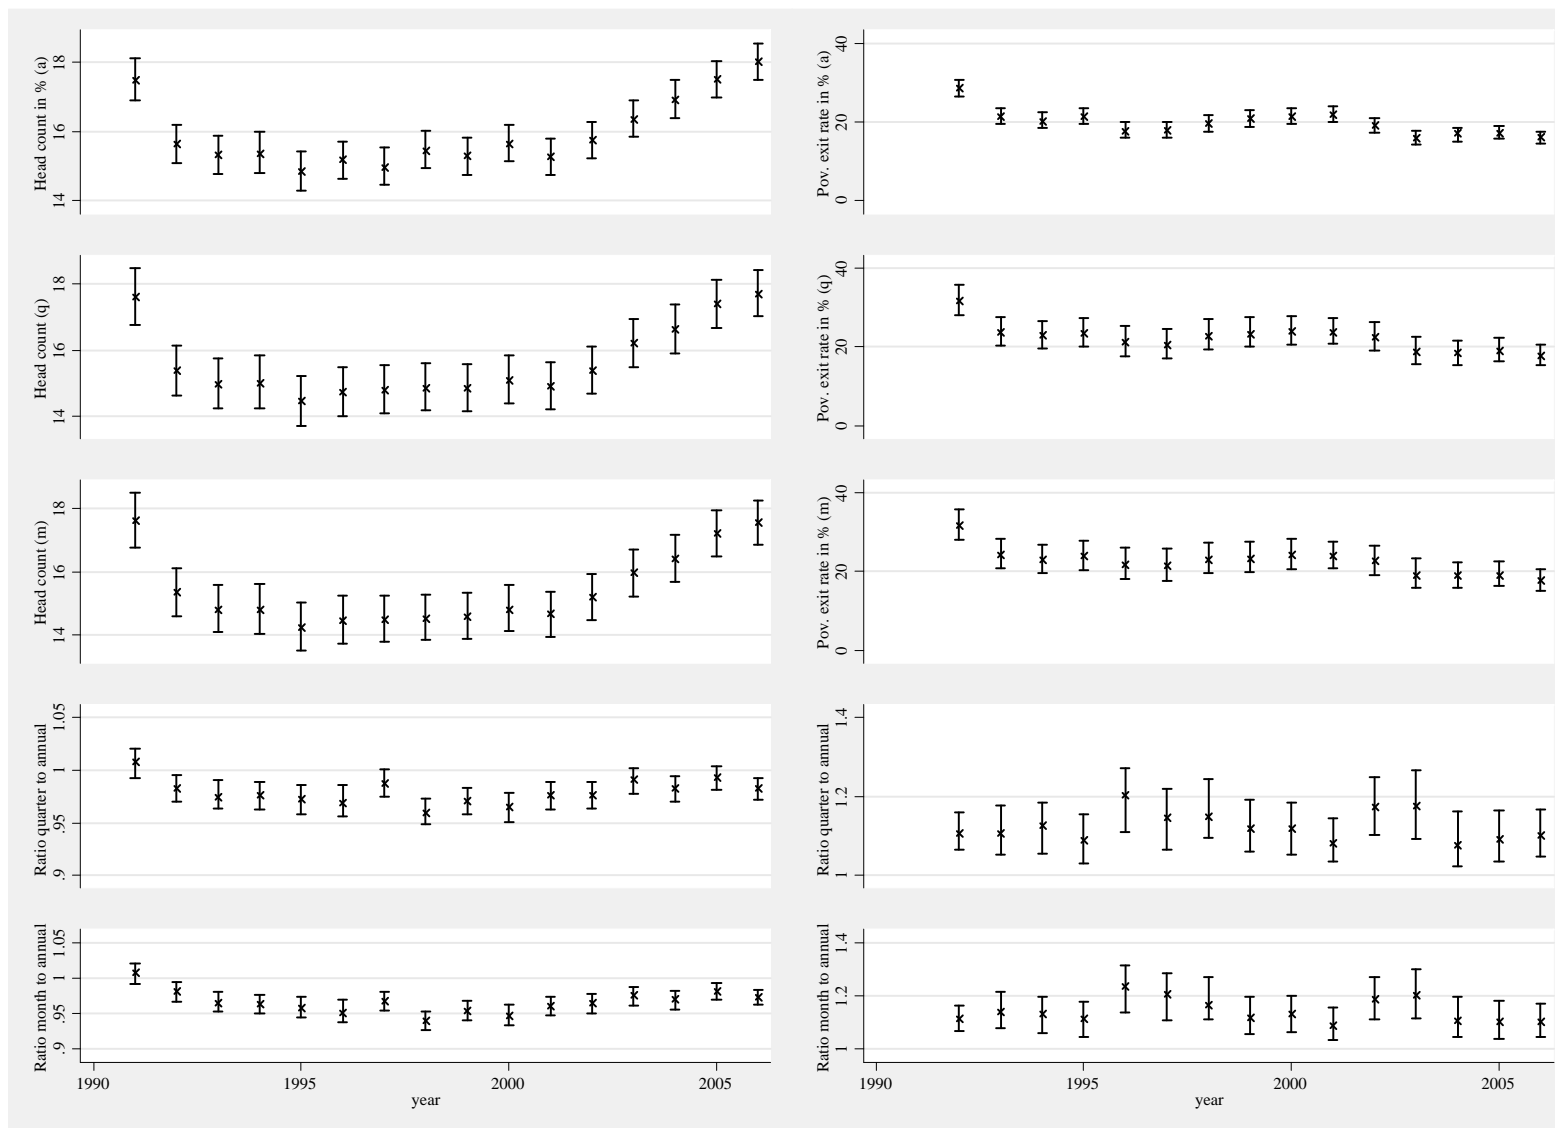 Head count in % (a)
18
16
14
Pov. exit rate in % (a)
40
20
0
Head count (q)
18
16
14
Pov. exit rate in % (q)
40
20
0
Head count (m)
18
16
14
Pov. exit rate in % (m)
40
20
0
Ratio quarter to annual
1.05
1
.95
.9
Ratio quarter to annual
1.4
1.2
1
Ratio month to annual
1.05
1
.95
.9
1990 1995 2000 2005
year
Ratio month to annual
1.4
1.2
1
1990 1995 2000 2005
year